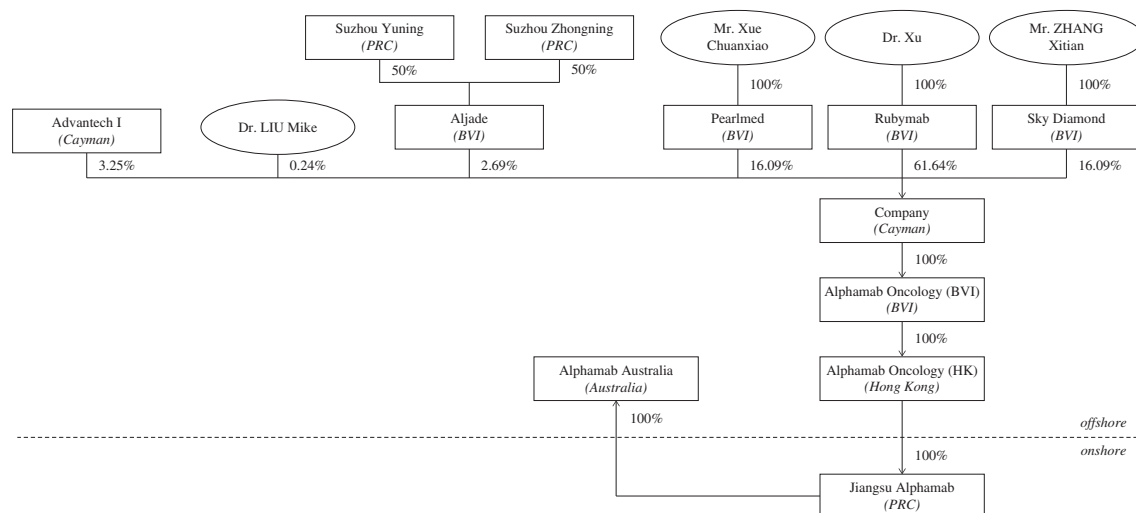 Suzhou Yuning
(PRC)
Suzhou Zhongning
(PRC)
Mr. Xue
Chuanxiao
Dr. Xu
Mr. ZHANG
Xitian
50%
50%
100%
100%
100%
Advantech I
(Cayman)
Dr. LIU Mike
Aljade
(BVI)
Pearlmed
(BVI)
Rubymab
(BVI)
Sky Diamond
(BVI)
3.25%
0.24%
2.69%
16.09%
61.64%
16.09%
Company
(Cayman)
100%
Alphamab Oncology (BVI)
(BVI)
100%
Alphamab Australia
(Australia)
Alphamab Oncology (HK)
(Hong Kong)
100%
offshore
onshore
100%
Jiangsu Alphamab
(PRC)